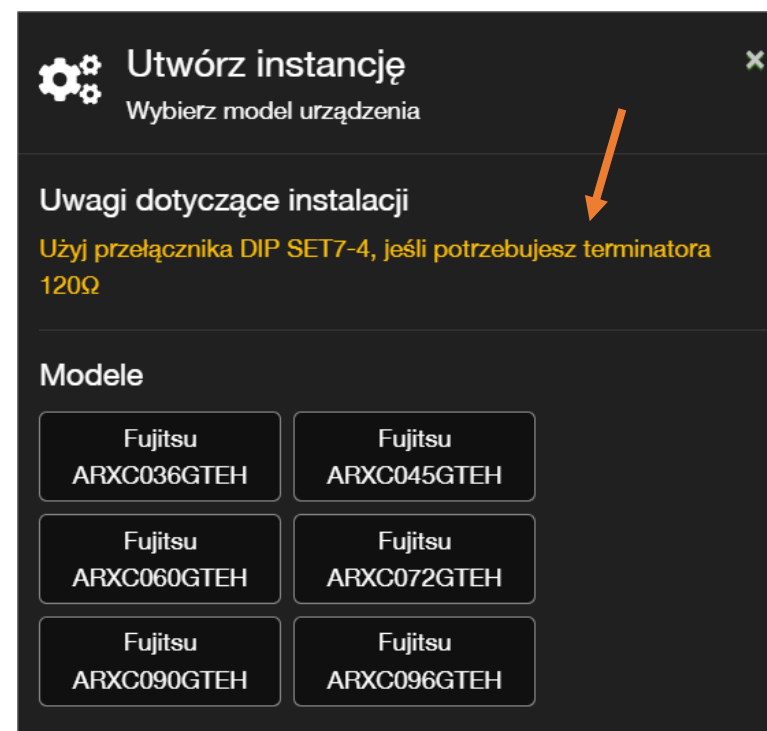 Utwórz instancję
Wybierz model urządzenia
Uwagi dotyczące instalacji
Użyj przełącznika DIP SET7-4, jeśli potrzebujesz terminatora
120Ω
Modele
Fujitsu
ARXC036GTEH
Fujitsu
ARXC045GTEH
Fujitsu
ARXC060GTEH
Fujitsu
ARXC072GTEH
Fujitsu
ARXC090GTEH
Fujitsu
ARXC096GTEH